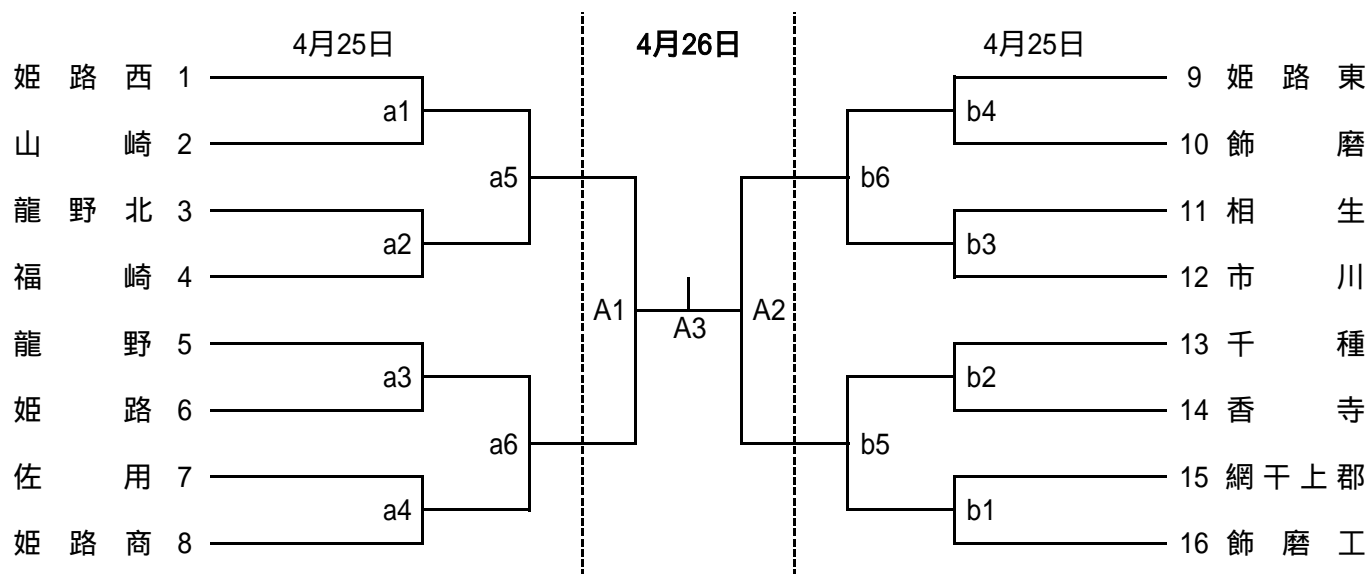 4月25日 4月26日 4月25日
姫路西 1 9 姫路東
a1 b4
山崎 2 10 飾磨
a5 b6
龍野北 3 11 相生
a2 b3
福崎 4 12 市川
A1 A3 A2
龍野 5 13 千種
a3 b2
姫路 6 14 香寺
a6 b5
佐用 7 15 網干上郡
a4 b1
姫路商 8 16 飾磨工